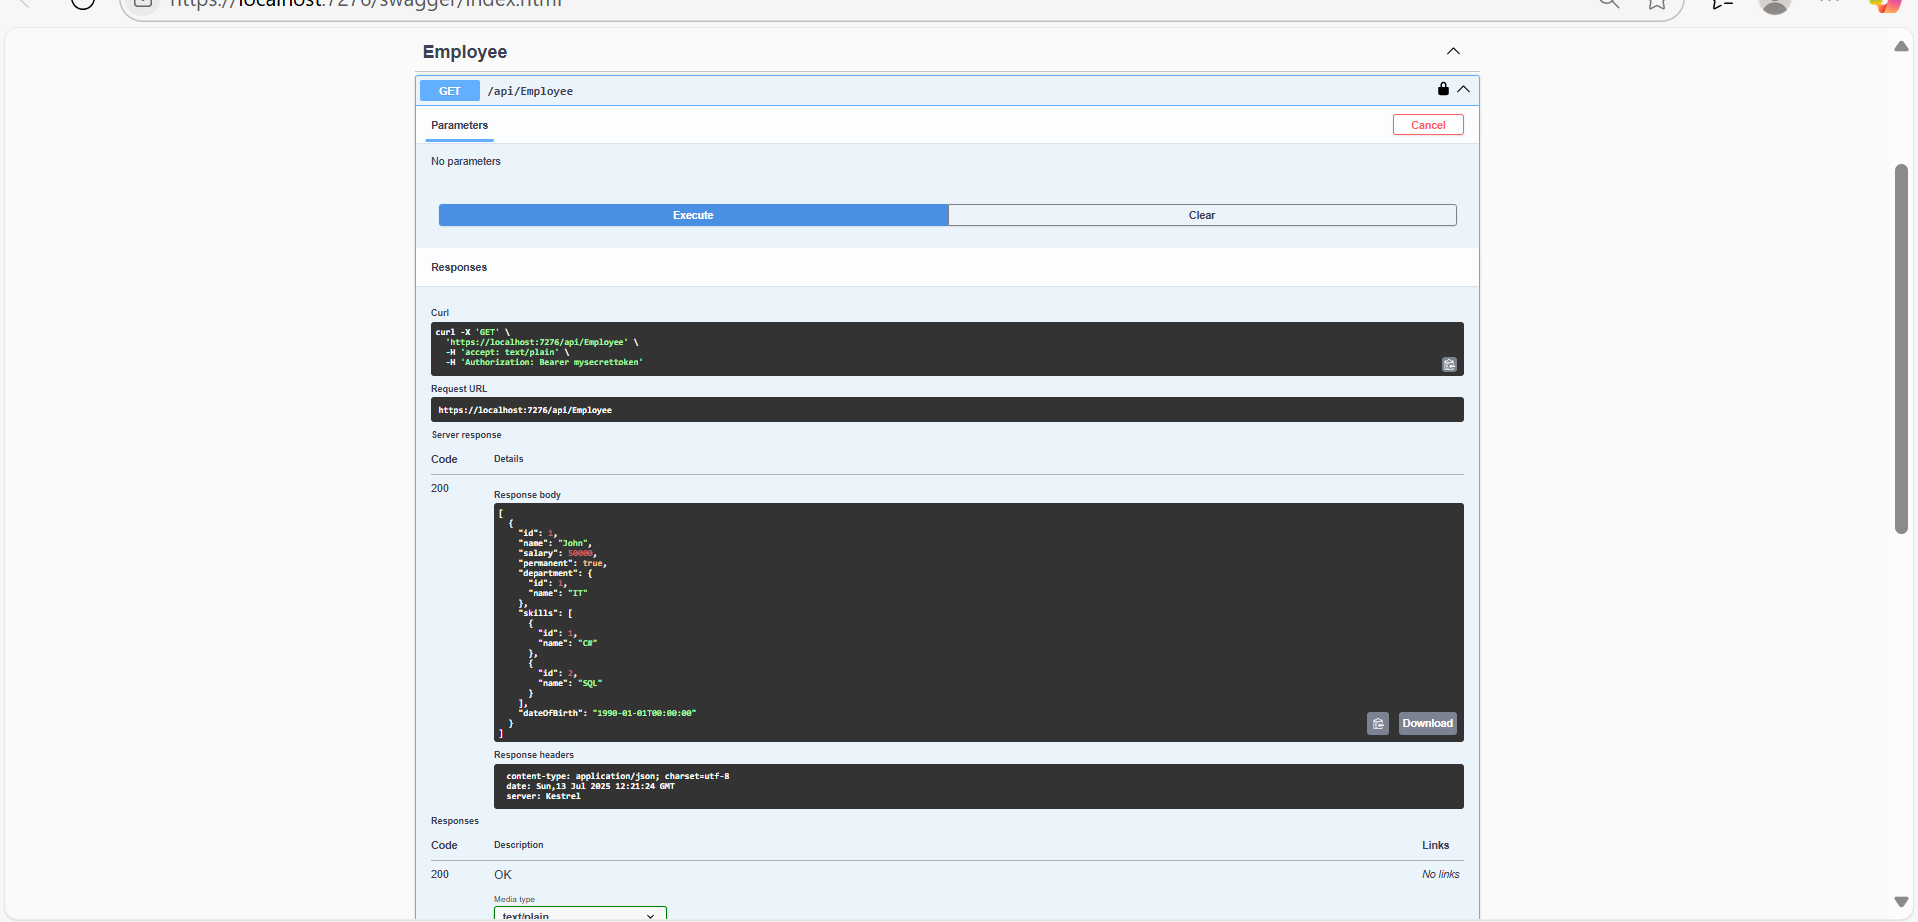 https://localhost:7276/swagger/index.html
Employee
GET /api/Employee
Parameters
Cancel
No parameters
Execute
Clear
Responses
Curl
curl -X 'GET' \
'https://localhost:7276/api/Employee' \
-H 'accept: text/plain' \
-H 'Authorization: Bearer mysecrettoken'
Request URL
https://localhost:7276/api/Employee
Server response
Code Details
200
Response body
[
{
"id": 1,
"name": "John",
"salary": 50000,
"permanent": true,
"department": {
"id": 1,
"name": "IT"
},
"skills": [
{
"id": 1,
"name": "C#"
},
{
"id": 2,
"name": "SQL"
}
],
"dateOfBirth": "1990-01-01T00:00:00"
}
]
Download
Response headers
content-type: application/json; charset=utf-8
date: Sun,13 Jul 2025 12:21:24 GMT
server: Kestrel
Responses
Code Description Links
200 OK No links
Media type
text/plain